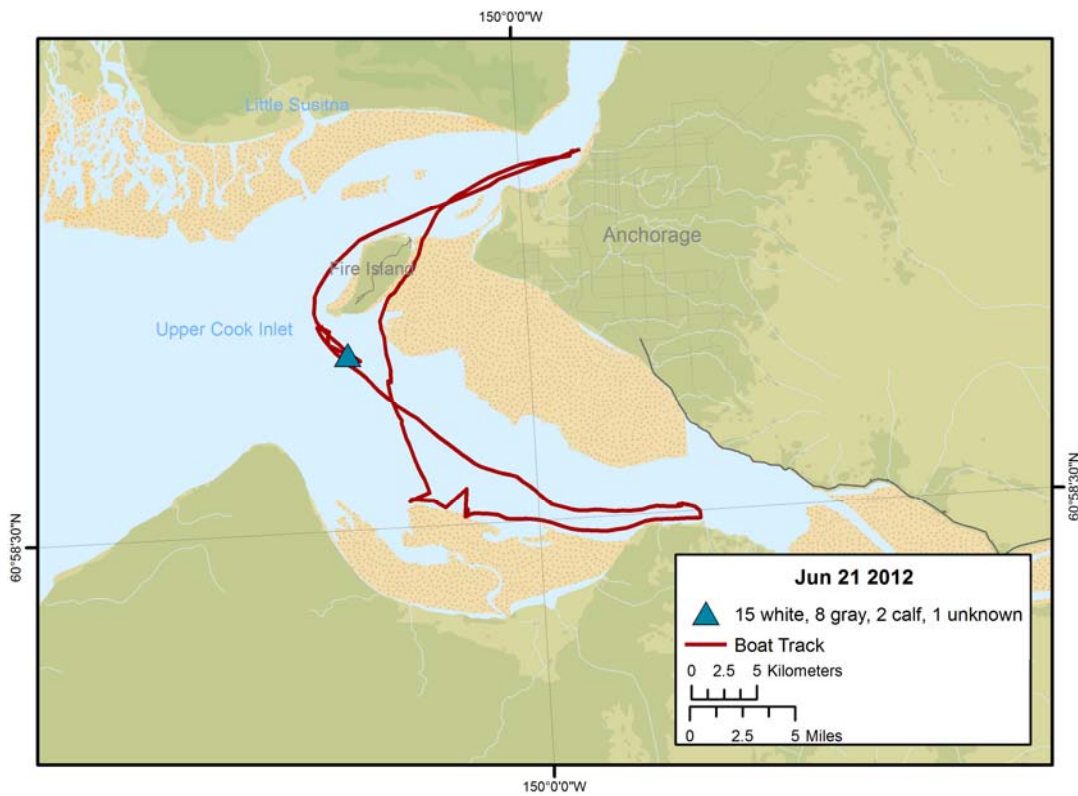 150°0'0"W
Little Susitna
Anchorage
Fire Island
Upper Cook Inlet
60°58'30"N
60°58'30"N
Jun 21 2012
15 white, 8 gray, 2 calf, 1 unknown
Boat Track
0 2.5 5 Kilometers
0 2.5 5 Miles
150°0'0"W